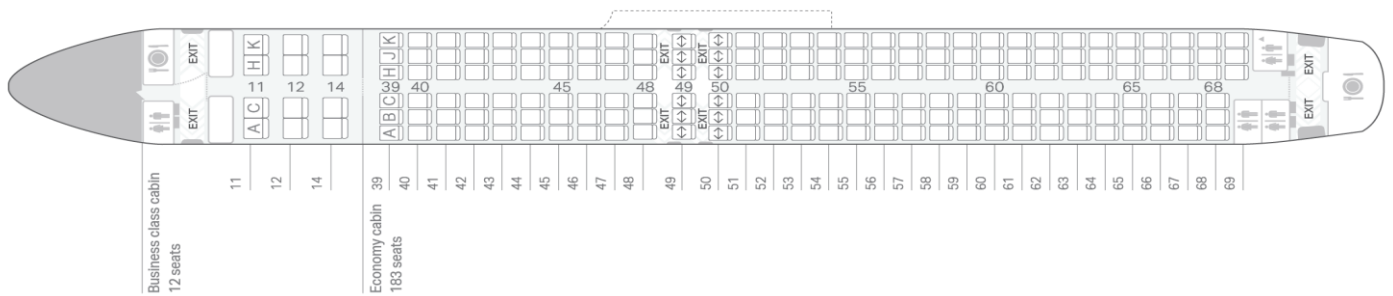 EXIT EXIT EXIT EXIT
K K
H J
H
11 12 14 39 40 45 48 49 50 55 60 65 68
C C
A B
A
EXIT EXIT EXIT EXIT
11 12 14 39 40 41 42 43 44 45 46 47 48 49 50 51 52 53 54 55 56 57 58 59 60 61 62 63 64 65 66 67 68 69
Business class cabin
12 seats
Economy cabin
183 seats